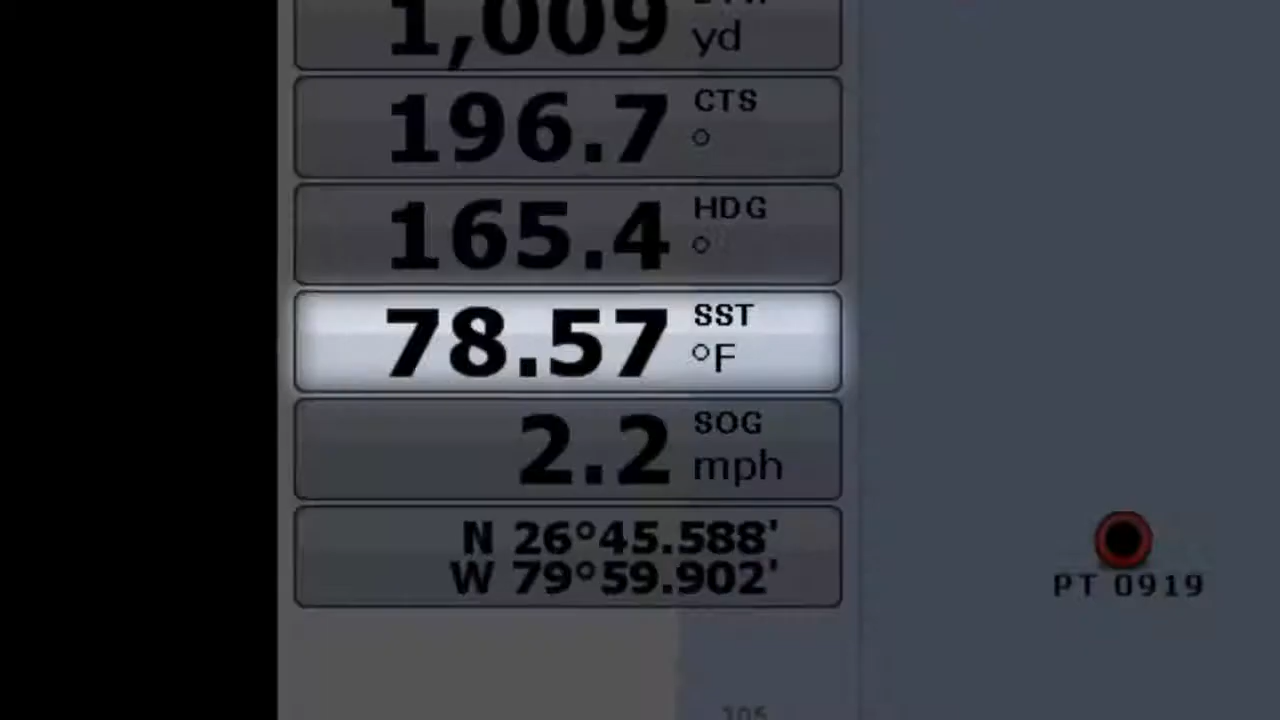 1,009 yd
196.7 CTS
°
165.4 HDG
°
78.57 SST
°F
2.2 SOG
mph
N 26°45.588'
W 79°59.902'
PT 0919